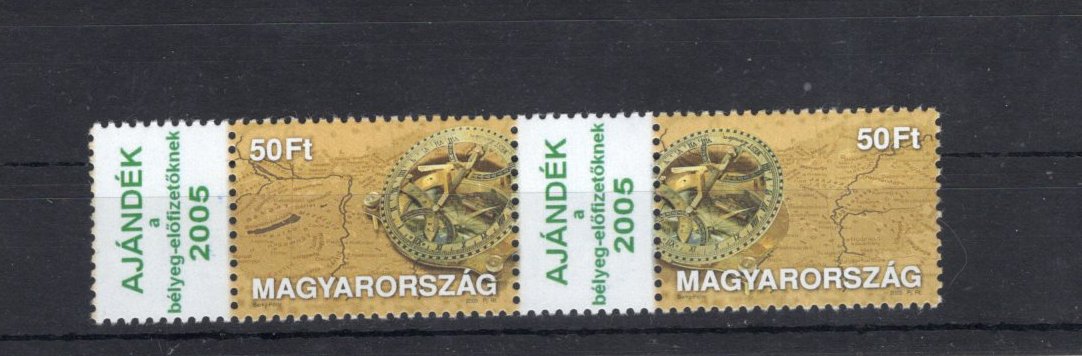 AJÁNDÉK
a
bélyeg-előfizetőknek
2005
50Ft
MAGYARORSZÁG
AJÁNDÉK
a
bélyeg-előfizetőknek
2005
50Ft
MAGYARORSZÁG